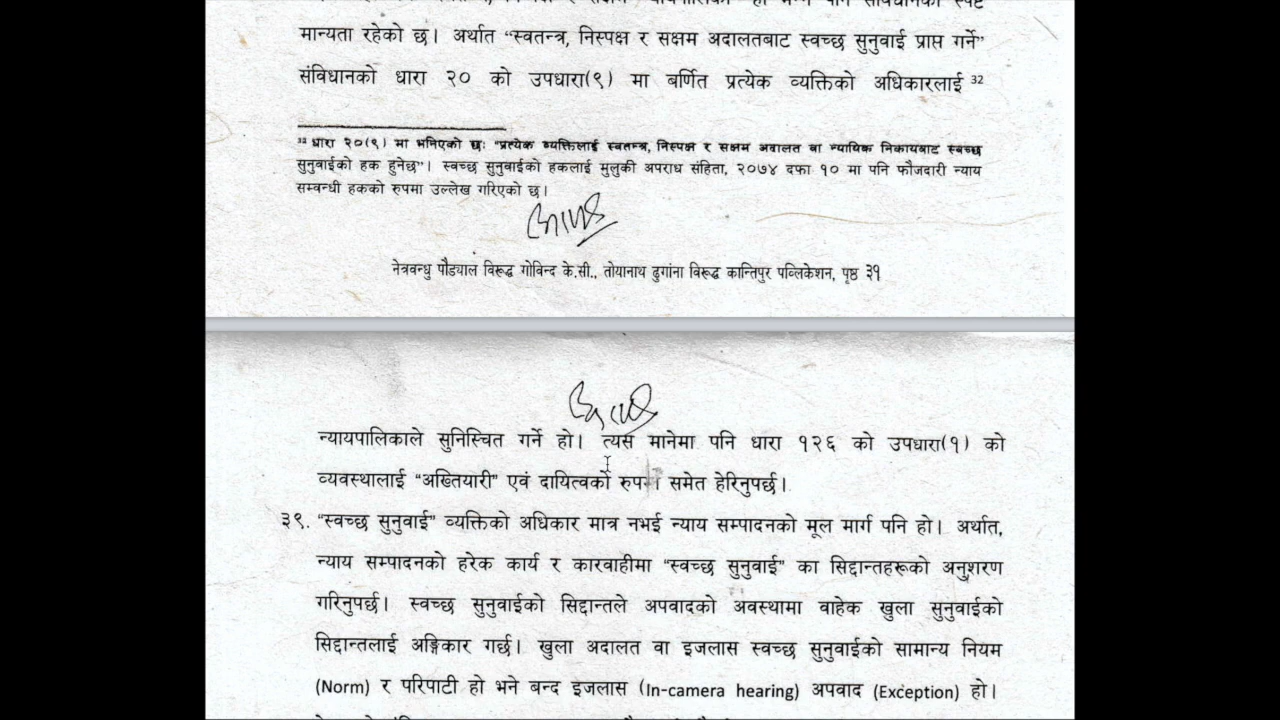 मान्यता रहेको छ। अर्थात "स्वतन्त्र, निस्पक्ष र सक्षम अदालतबाट स्वच्छ सुनुवाई प्राप्त गर्ने"
संविधानको धारा २० को उपधारा(९) मा बर्णित प्रत्येक व्यक्तिको अधिकारलाई ³²
³² धारा २०(९) मा भनिएको छः "प्रत्येक व्यक्तिलाई स्वतन्त्र, निस्पक्ष र सक्षम अदालत वा न्यायिक निकायबाट स्वच्छ
सुनुवाईको हक हुनेछ"। स्वच्छ सुनुवाईको हकलाई मुलुकी अपराध संहिता, २०७४ दफा १० मा पनि फौजदारी न्याय
सम्बन्धी हकको रुपमा उल्लेख गरिएको छ।
नेत्रवन्धु पौड्याल विरूद्ध गोविन्द के.सी., तोयानाथ ढुगांना विरूद्ध कान्तिपुर पव्लिकेशन, पृष्ठ ३१
न्यायपालिकाले सुनिस्चित गर्ने हो। त्यस मानेमा पनि धारा १२६ को उपधारा(१) को
व्यवस्थालाई "अख्तियारी" एवं दायित्वको रुपमा समेत हेरिनुपर्छ।
३९. "स्वच्छ सुनुवाई" व्यक्तिको अधिकार मात्र नभई न्याय सम्पादनको मूल मार्ग पनि हो। अर्थात,
न्याय सम्पादनको हरेक कार्य र कारवाहीमा "स्वच्छ सुनुवाई" का सिद्दान्तहरूको अनुशरण
गरिनुपर्छ। स्वच्छ सुनुवाईको सिद्दान्तले अपवादको अवस्थामा वाहेक खुला सुनुवाईको
सिद्दान्तलाई अङ्गिकार गर्छ। खुला अदालत वा इजलास स्वच्छ सुनुवाईको सामान्य नियम
(Norm) र परिपाटी हो भने बन्द इजलास (In-camera hearing) अपवाद (Exception) हो।